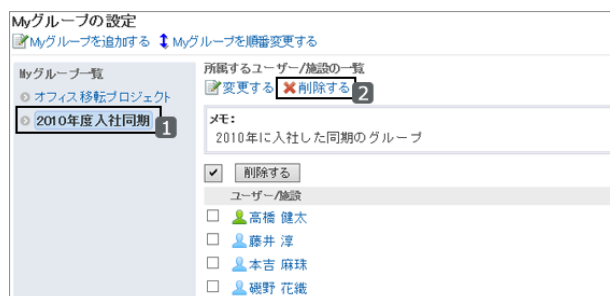 Myグループの設定
Myグループを追加する Myグループを順番変更する
Myグループ一覧
オフィス移転プロジェクト
2010年度入社同期
1
所属するユーザー/施設の一覧
変更する 削除する
2
メモ:
2010年に入社した同期のグループ
削除する
ユーザー/施設
高橋 健太
藤井 淳
本吉 麻珠
磯野 花織